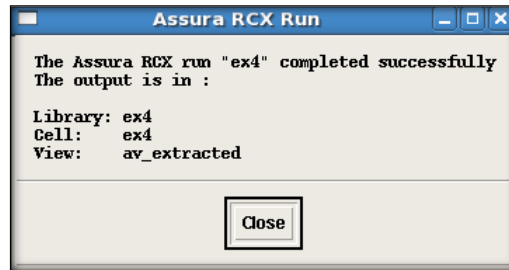 Assura RCX Run
The Assura RCX run "ex4" completed successfully
The output is in :
Library: ex4
Cell: ex4
View: av_extracted
Close